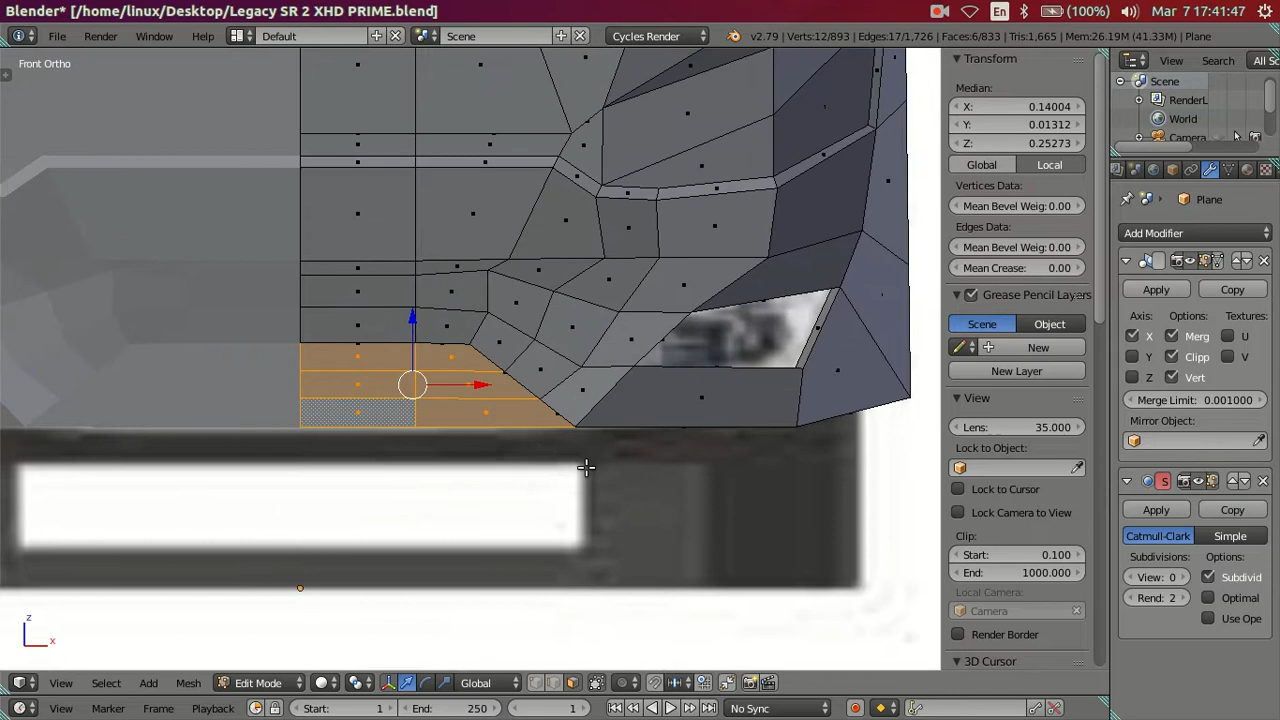 Blender* [/home/linux/Desktop/Legacy SR 2 XHD PRIME.blend] En (100%) Mar 7 17:41:47
File Render Window Help Default Scene Cycles Render v2.79 | Verts:12/893 | Edges:17/1,726 | Faces:6/833 | Tris:1,665 | Mem:26.19M (41.33M) | Plane
Front Ortho
Transform
Median:
X: 0.14004
Y: 0.01312
Z: 0.25273
Global Local
Vertices Data:
Mean Bevel Weig: 0.00
Edges Data:
Mean Bevel Weig: 0.00
Mean Crease: 0.00
Grease Pencil Layers
Scene Object
New
New Layer
View
Lens: 35.000
Lock to Object:
Lock to Cursor
Lock Camera to View
Clip:
Start: 0.100
End: 1000.000
Local Camera:
Camera
Render Border
3D Cursor
View Search All Sc
Scene
RenderL
World
Camera
Plane
Add Modifier
Apply Copy
Axis: Options: Textures:
X Merg U
Y Clipp V
Z Vert
Merge Limit: 0.001000
Mirror Object:
S
Apply Copy
Catmull-Clark Simple
Subdivisions: Options:
View: 0 Subdivid
Rend: 2 Optimal
Use Ope
z
x
View Select Add Mesh Edit Mode Global
View Marker Frame Playback Start: 1 End: 250 1 No Sync